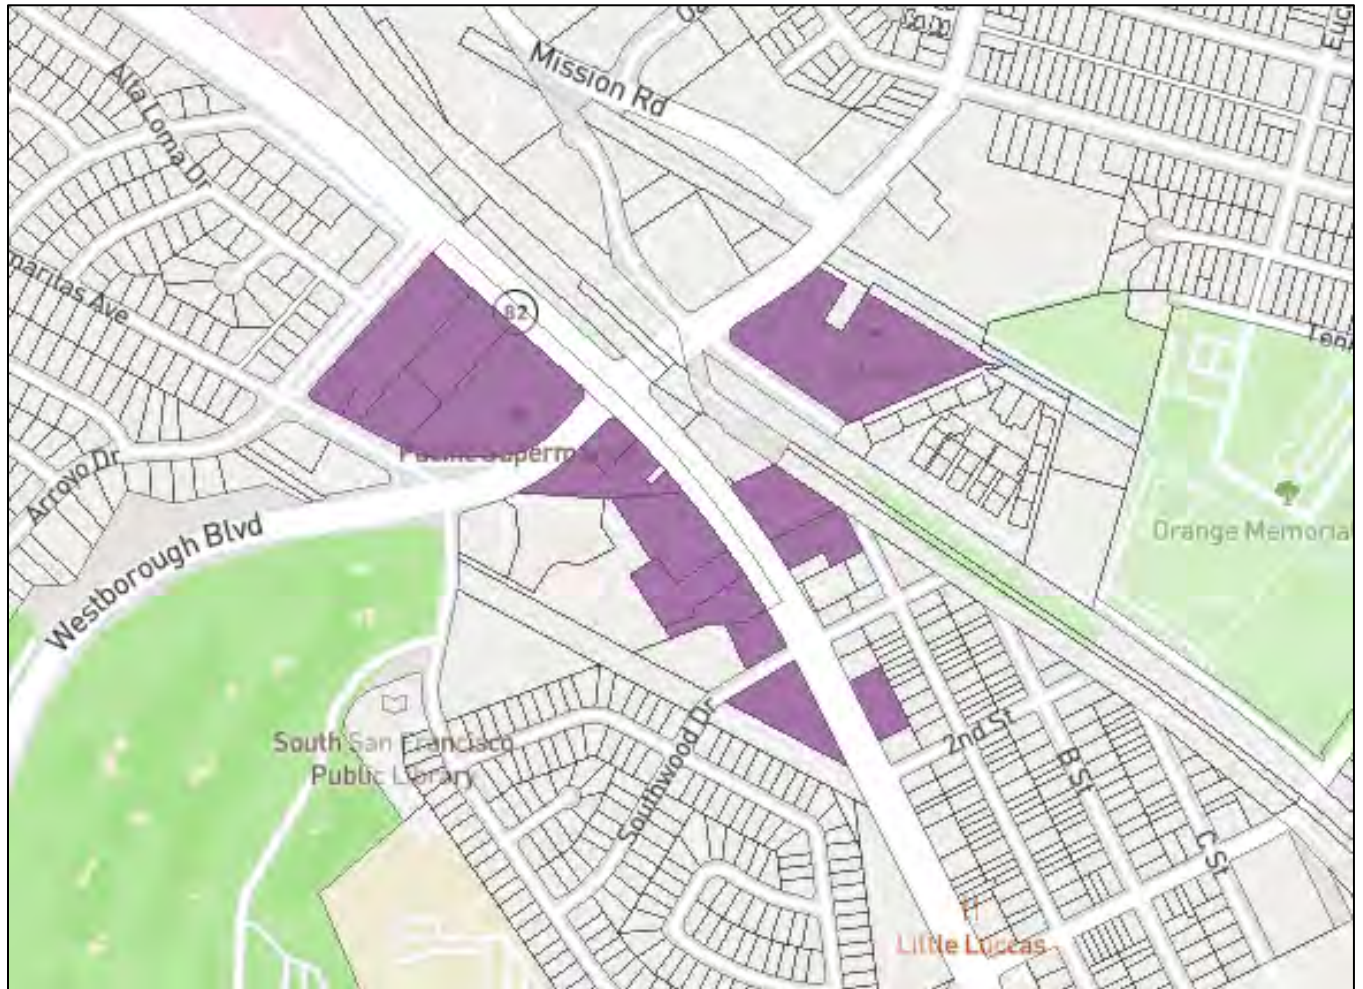 Mission Rd
Alta Loma Dr
82
Arroyo Dr
Westborough Blvd
Orange Memorial
South San Francisco
Public Library
Southwood Dr
2nd St
B St
C St
Little Luccas